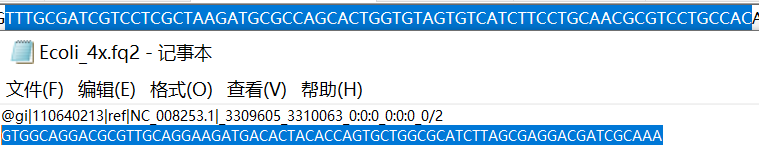 GTTTGCGATCGTCCTCGCTAAGATGCGCCAGCACTGGTGTAGTGTCATCTTCCTGCAACGCGTCCTGCCACA
Ecoli_4x.fq2 - 记事本
文件(F) 编辑(E) 格式(O) 查看(V) 帮助(H)
@gi|110640213|ref|NC_008253.1|_3309605_3310063_0:0:0_0:0:0_0/2
GTGGCAGGACGCGTTGCAGGAAGATGACACTACACCAGTGCTGGCGCATCTTAGCGAGGACGATCGCAAA